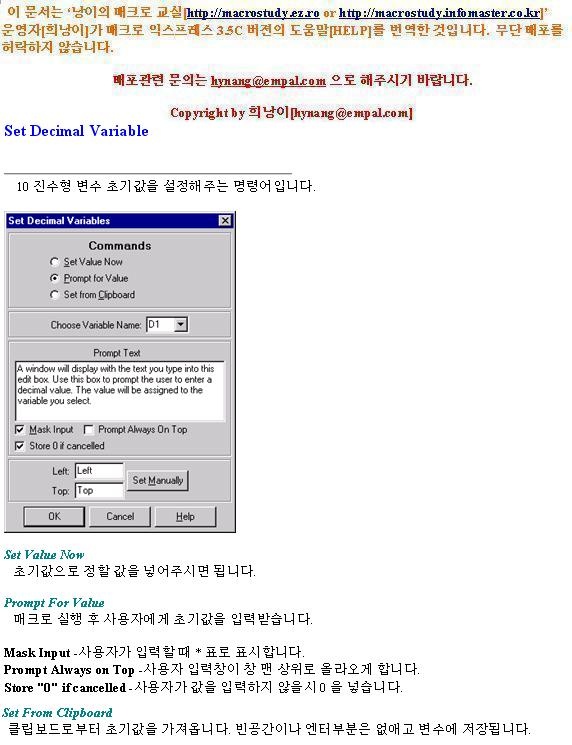 이 문서는 ‘낭이의 매크로 교실[http://macrostudy.ez.ro or http://macrostudy.infomaster.co.kr]’
운영자[희낭이]가 매크로 익스프레스 3.5C 버젼의 도움말[HELP]를 번역한 것입니다. 무단 배포를
허락하지 않습니다.
배포관련 문의는 hynang@empal.com 으로 해주시기 바랍니다.
Copyright by 희낭이[hynang@empal.com]
Set Decimal Variable
10 진수형 변수 초기값을 설정해주는 명령어입니다.
Set Decimal Variables
Commands
Set Value Now
Prompt for Value
Set from Clipboard
Choose Variable Name: D1
Prompt Text
A window will display with the text you type into this
edit box. Use this box to prompt the user to enter a
decimal value. The value will be assigned to the
variable you select.
Mask Input Prompt Always On Top
Store 0 if cancelled
Left: Left
Set Manually
Top: Top
OK Cancel Help
Set Value Now
초기값으로 정할 값을 넣어주시면 됩니다.
Prompt For Value
매크로 실행 후 사용자에게 초기값을 입력받습니다.
Mask Input -사용자가 입력할 때 * 표로 표시합니다.
Prompt Always on Top -사용자 입력창이 창 맨 상위로 올라오게 합니다.
Store "0" if cancelled -사용자가 값을 입력하지 않을시 0 을 넣습니다.
Set From Clipboard
클립보드로부터 초기값을 가져옵니다. 빈공간이나 엔터부분은 없애고 변수에 저장됩니다.